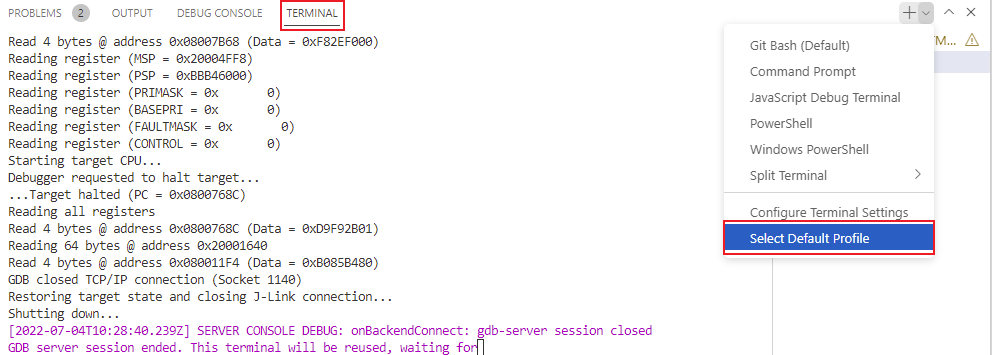 PROBLEMS 2 OUTPUT DEBUG CONSOLE TERMINAL
Read 4 bytes @ address 0x08007B68 (Data = 0xF82EF000)
Reading register (MSP = 0x20004FF8)
Reading register (PSP = 0xBBB46000)
Reading register (PRIMASK = 0x       0)
Reading register (BASEPRI = 0x       0)
Reading register (FAULTMASK = 0x       0)
Reading register (CONTROL = 0x       0)
Starting target CPU...
Debugger requested to halt target...
...Target halted (PC = 0x0800768C)
Reading all registers
Read 4 bytes @ address 0x0800768C (Data = 0xD9F92B01)
Reading 64 bytes @ address 0x20001640
Read 4 bytes @ address 0x080011F4 (Data = 0xB085B480)
GDB closed TCP/IP connection (Socket 1140)
Restoring target state and closing J-Link connection...
Shutting down...
[2022-07-04T10:28:40.239Z] SERVER CONSOLE DEBUG: onBackendConnect: gdb-server session closed
GDB server session ended. This terminal will be reused, waiting for
Git Bash (Default)
Command Prompt
JavaScript Debug Terminal
PowerShell
Windows PowerShell
Split Terminal
Configure Terminal Settings
Select Default Profile